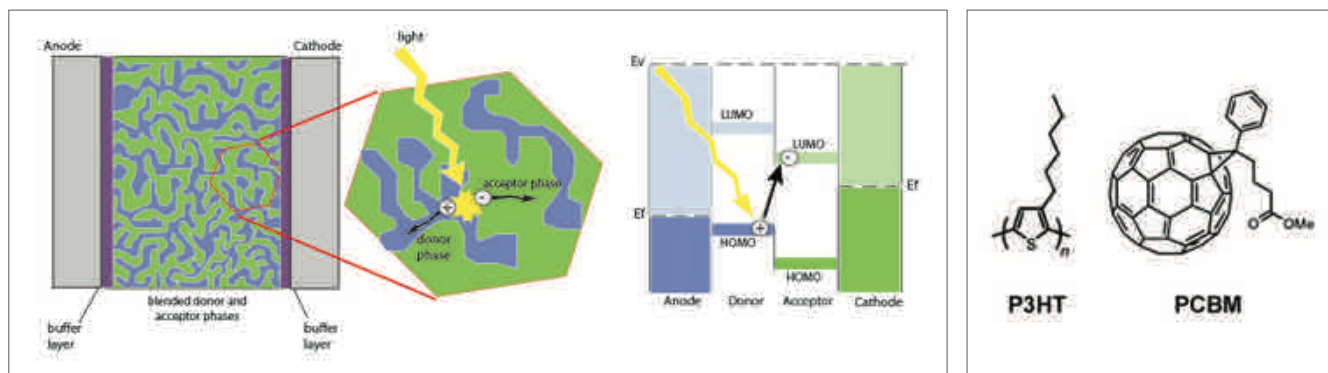 Anode
Cathode
buffer
layer
blended donor and
acceptor phases
buffer
layer
light
acceptor phase
+
-
donor
phase
Ev
LUMO
LUMO
-
Ef
Ef
+
HOMO
HOMO
Anode Donor Acceptor Cathode
S
n
P3HT
O
OMe
PCBM